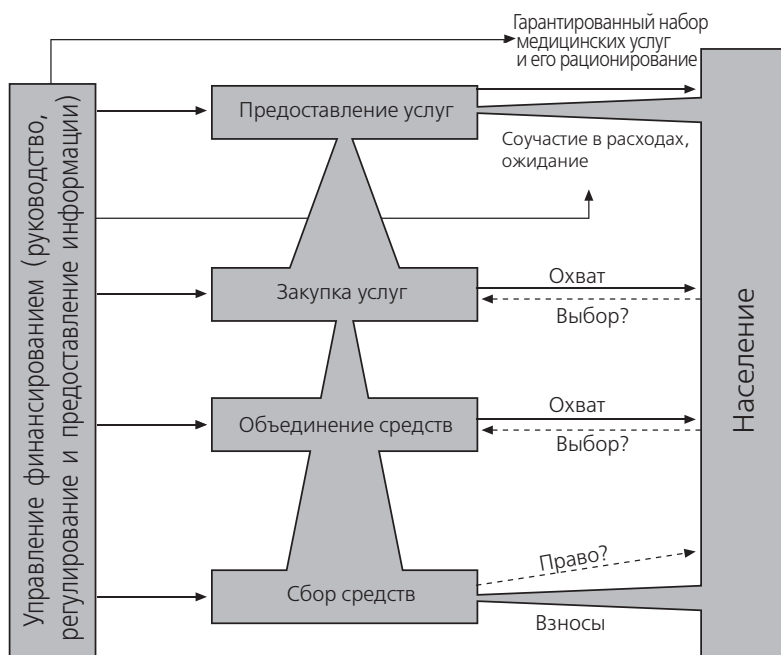 Гарантированный набор
медицинских услуг
и его рационирование
Управление финансированием (руководство,
регулирование и предоставление информации)
Предоставление услуг
Соучастие в расходах,
ожидание
Закупка услуг
Охват
Выбор?
Объединение средств
Охват
Выбор?
Сбор средств
Право?
Взносы
Население